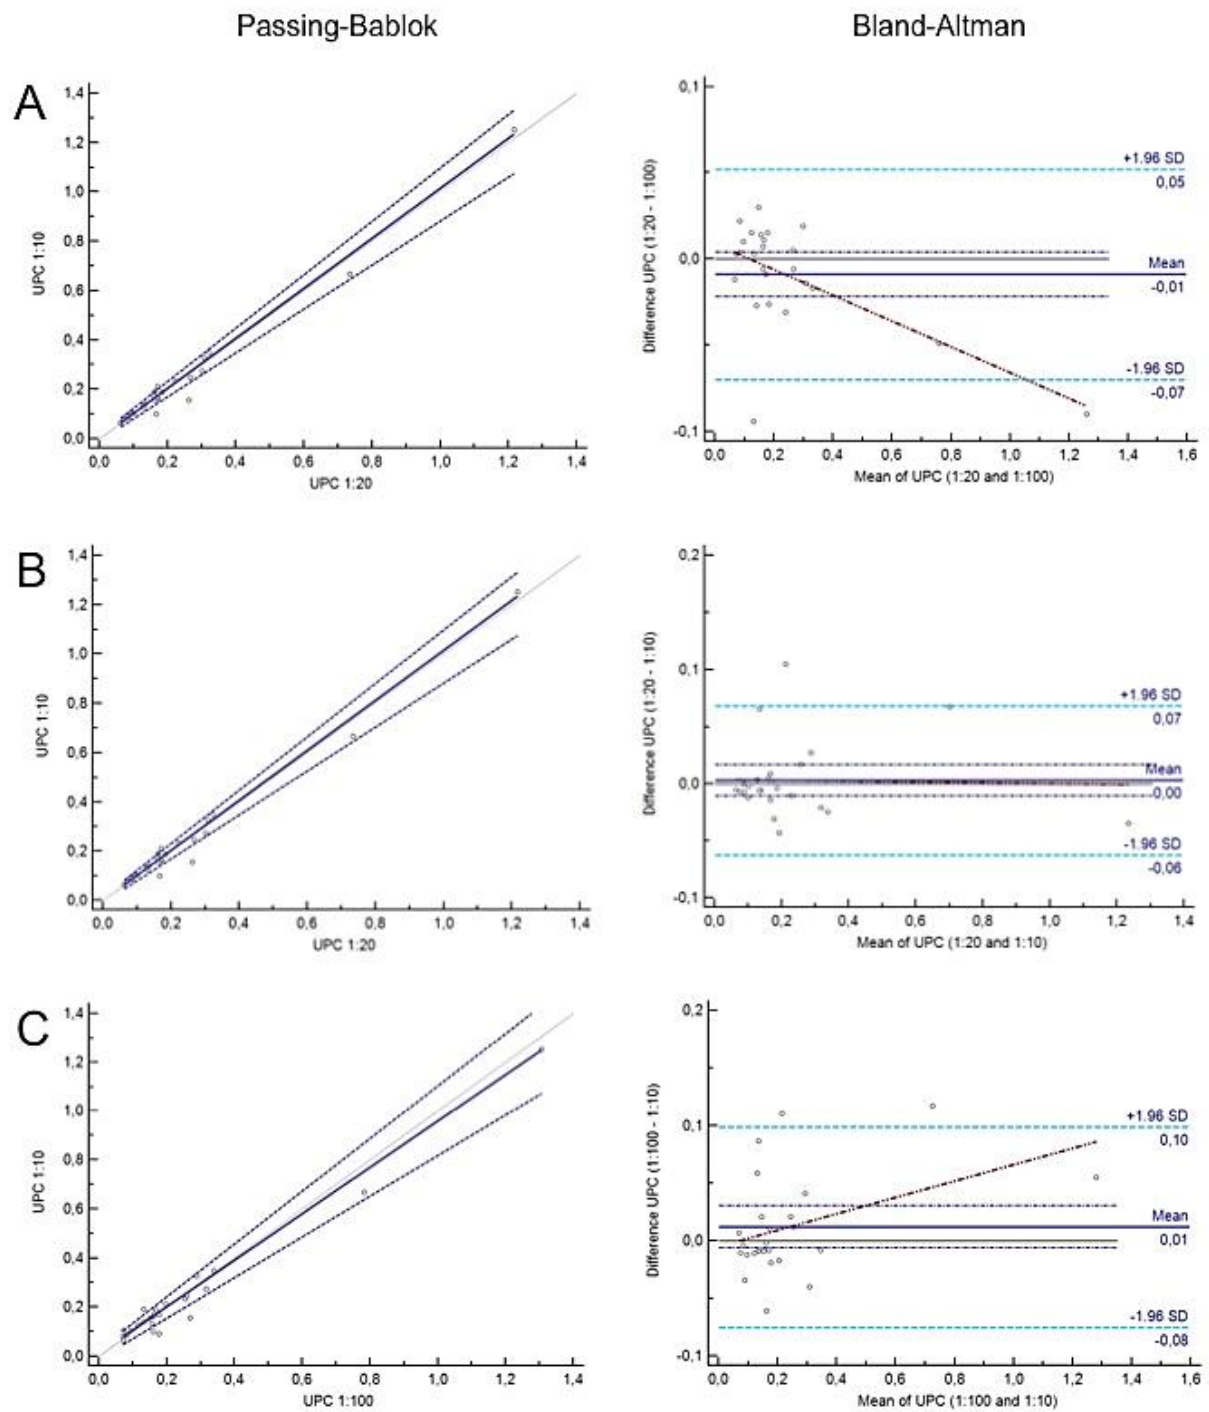 Passing-Bablok
Bland-Altman
A
1,4
1,2
1,0
0,8
0,6
0,4
0,2
0,0
UPC 1:10
0,0 0,2 0,4 0,6 0,8 1,0 1,2 1,4
UPC 1:20
0,1
0,0
-0,1
Difference UPC (1:20 - 1:100)
+1.96 SD
0,05
Mean
-0,01
-1.96 SD
-0,07
0,0 0,2 0,4 0,6 0,8 1,0 1,2 1,4 1,6
Mean of UPC (1:20 and 1:100)
B
1,4
1,2
1,0
0,8
0,6
0,4
0,2
0,0
UPC 1:10
0,0 0,2 0,4 0,6 0,8 1,0 1,2 1,4
UPC 1:20
0,2
0,1
0,0
-0,1
Difference UPC (1:20 - 1:10)
+1.96 SD
0,07
Mean
-0,00
-1.96 SD
-0,06
0,0 0,2 0,4 0,6 0,8 1,0 1,2 1,4
Mean of UPC (1:20 and 1:10)
C
1,4
1,2
1,0
0,8
0,6
0,4
0,2
0,0
UPC 1:10
0,0 0,2 0,4 0,6 0,8 1,0 1,2 1,4
UPC 1:100
0,2
0,1
0,0
-0,1
Difference UPC (1:100 - 1:10)
+1.96 SD
0,10
Mean
0,01
-1.96 SD
-0,08
0,0 0,2 0,4 0,6 0,8 1,0 1,2 1,4 1,6
Mean of UPC (1:100 and 1:10)